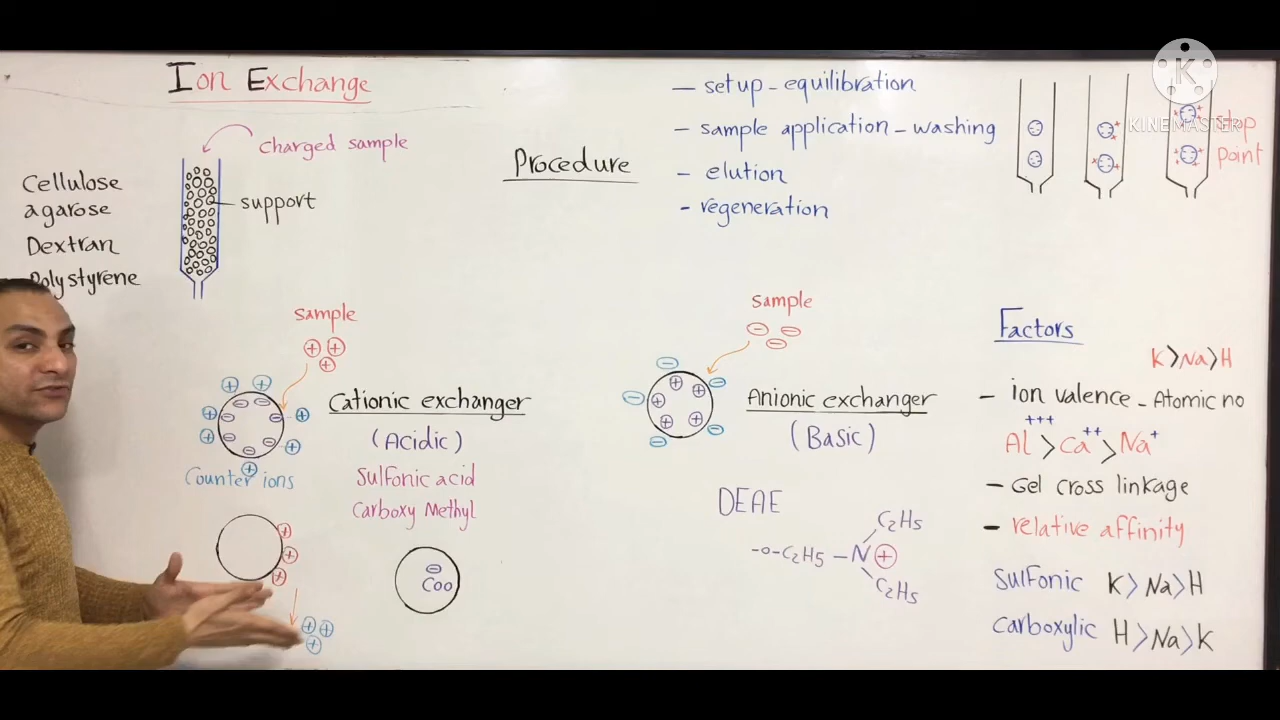 Ion Exchange
charged sample
Cellulose
agarose
Dextran
Polystyrene
support
Procedure
– setup – equilibration
– sample application – washing
– elution
– regeneration
K
KINEMASTER
stop
point
sample
Cationic exchanger
(Acidic)
Sulfonic acid
Carboxy Methyl
Counter ions
⊖
Coo
sample
Anionic exchanger
(Basic)
DEAE
C2H5
-o-C2H5 – N ⊕
C2H5
Factors
K > Na > H
– ion valence – Atomic no
Al+++ > Ca++ > Na+
– Gel cross linkage
– relative affinity
Sulfonic K > Na > H
carboxylic H > Na > K